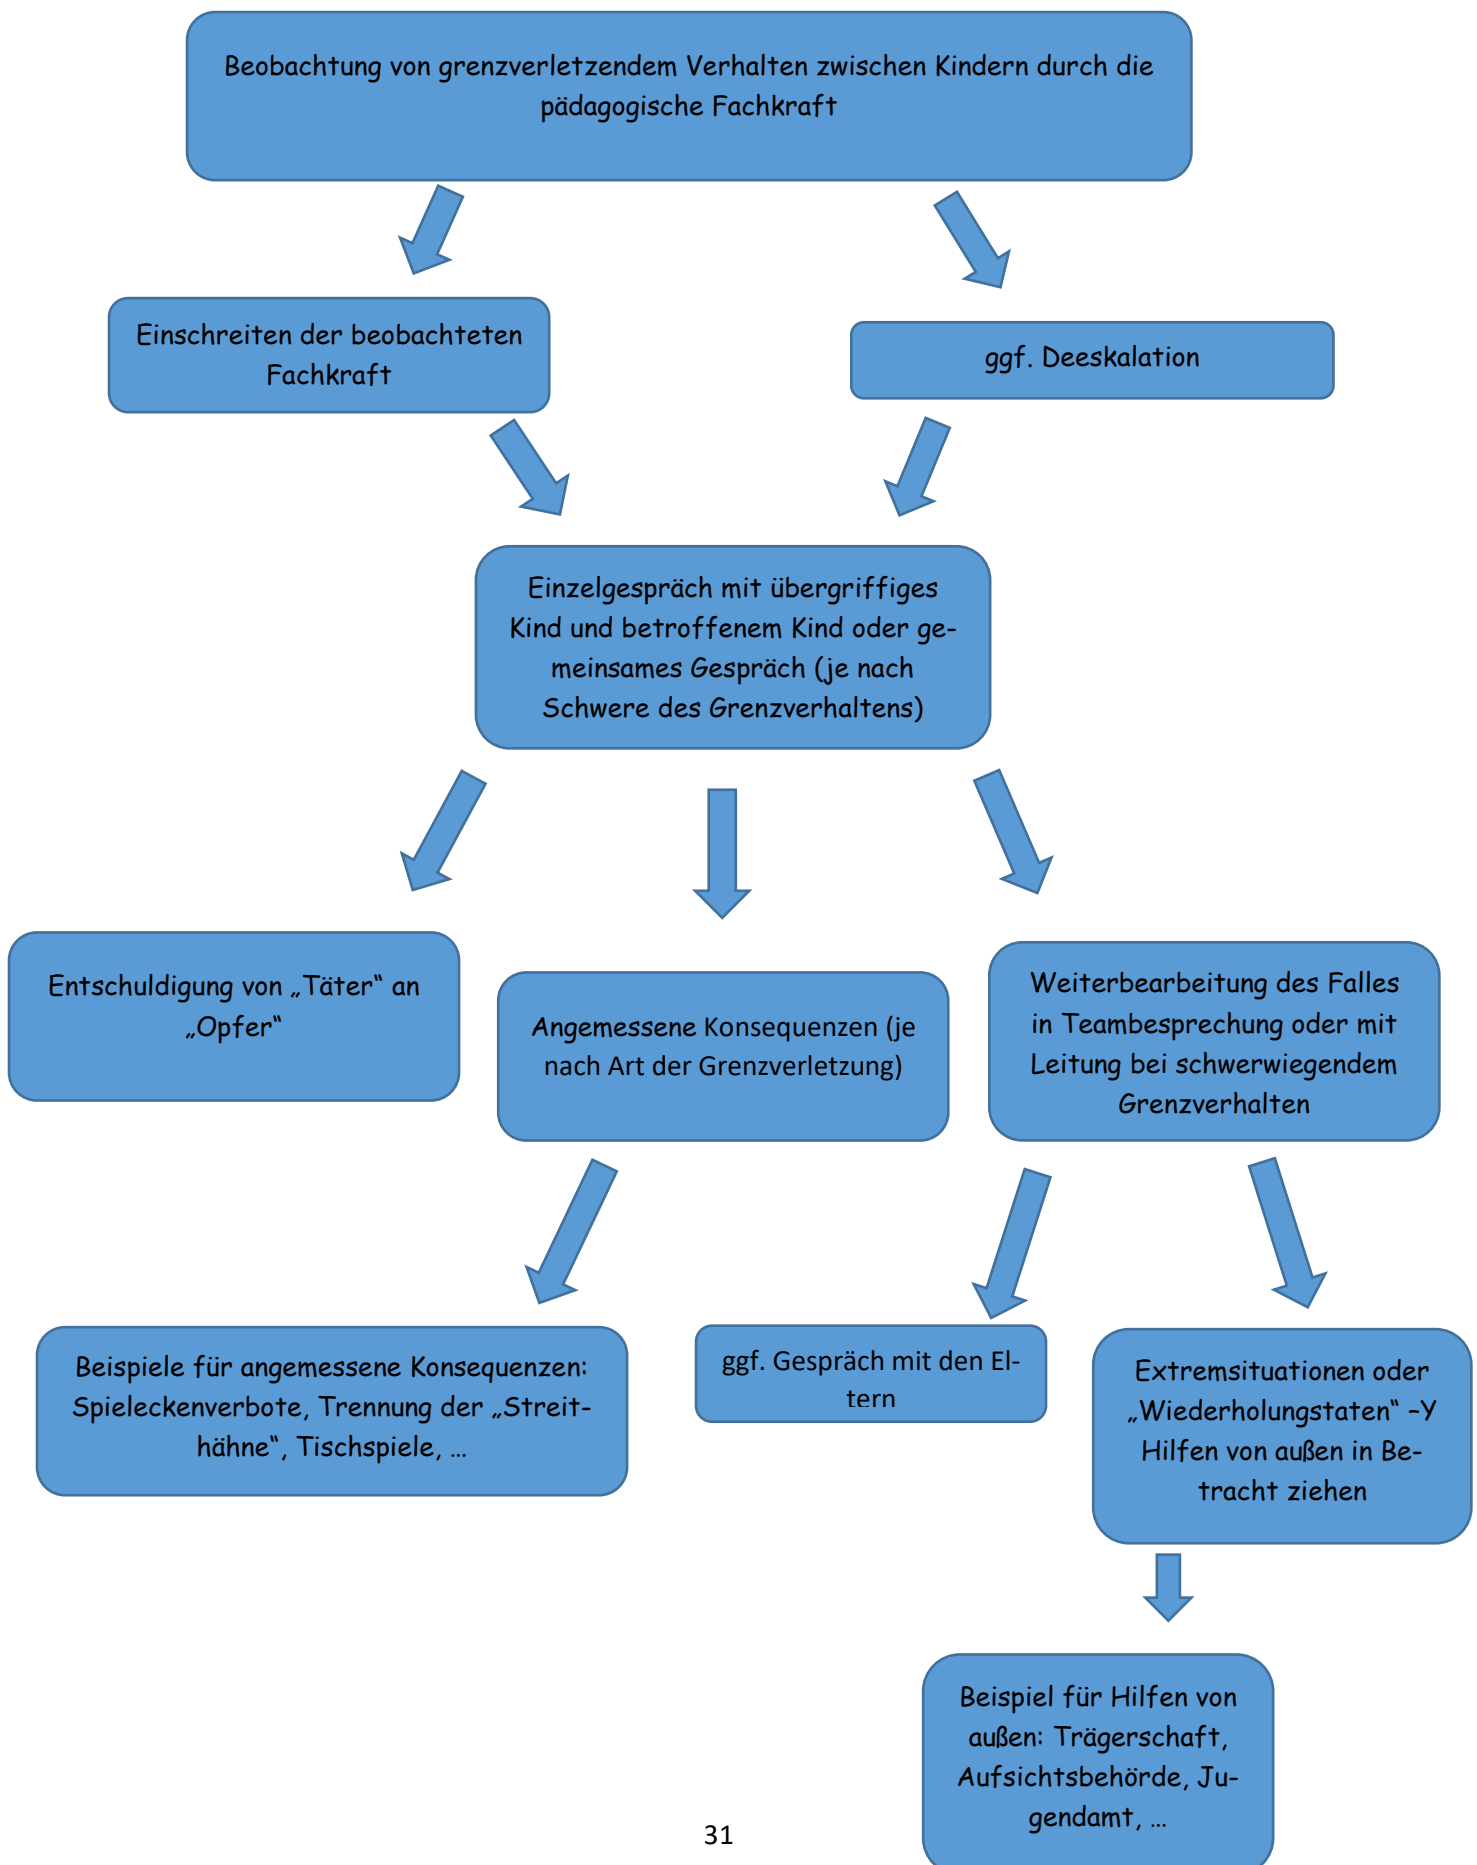 Beobachtung von grenzverletzendem Verhalten zwischen Kindern durch die
pädagogische Fachkraft
Einschreiten der beobachteten
Fachkraft
ggf. Deeskalation
Einzelgespräch mit übergriffiges
Kind und betroffenem Kind oder ge-
meinsames Gespräch (je nach
Schwere des Grenzverhaltens)
Entschuldigung von „Täter“ an
„Opfer“
Angemessene Konsequenzen (je
nach Art der Grenzverletzung)
Weiterbearbeitung des Falles
in Teambesprechung oder mit
Leitung bei schwerwiegendem
Grenzverhalten
Beispiele für angemessene Konsequenzen:
Spieleckenverbote, Trennung der „Streit-
hähne“, Tischspiele, …
ggf. Gespräch mit den El-
tern
Extremsituationen oder
„Wiederholungstaten“ –Y
Hilfen von außen in Be-
tracht ziehen
Beispiel für Hilfen von
außen: Trägerschaft,
Aufsichtsbehörde, Ju-
gendamt, …
31